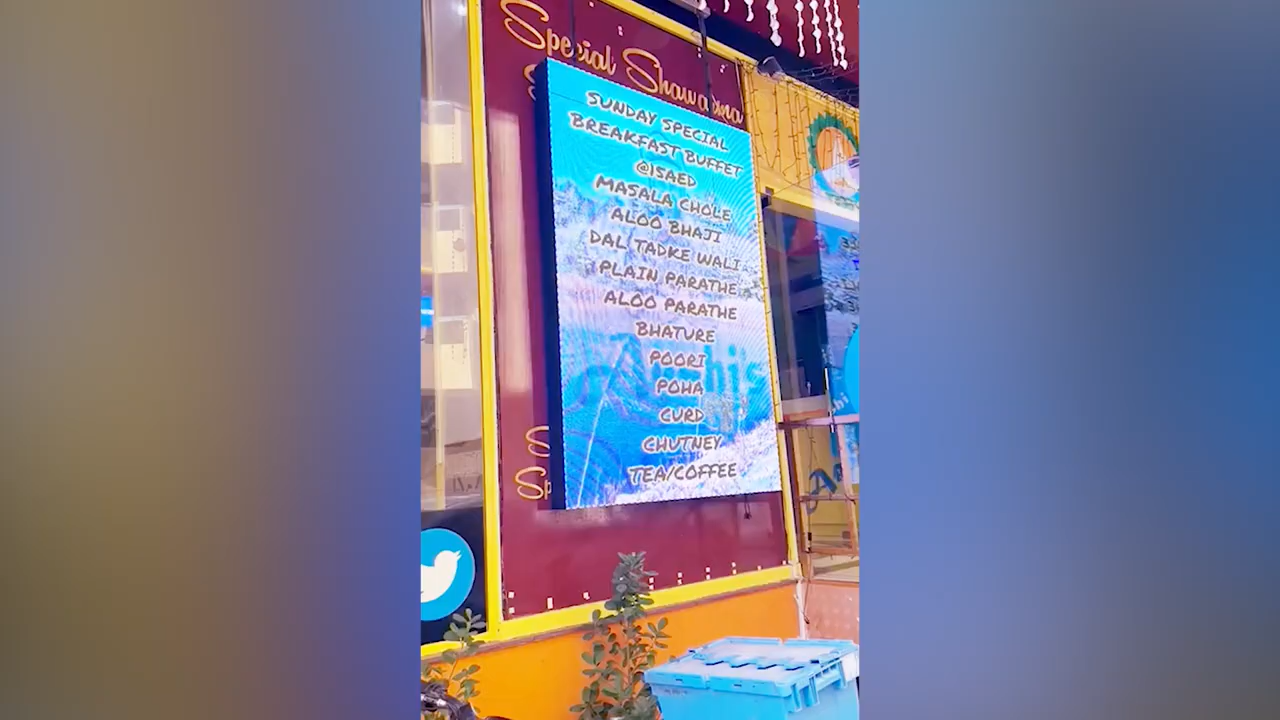 Special Shawarma
SUNDAY SPECIAL
BREAKFAST BUFFET
@15AED
MASALA CHOLE
ALOO BHAJI
DAL TADKE WALI
PLAIN PARATHE
ALOO PARATHE
BHATURE
POORI
POHA
CURD
CHUTNEY
TEA/COFFEE